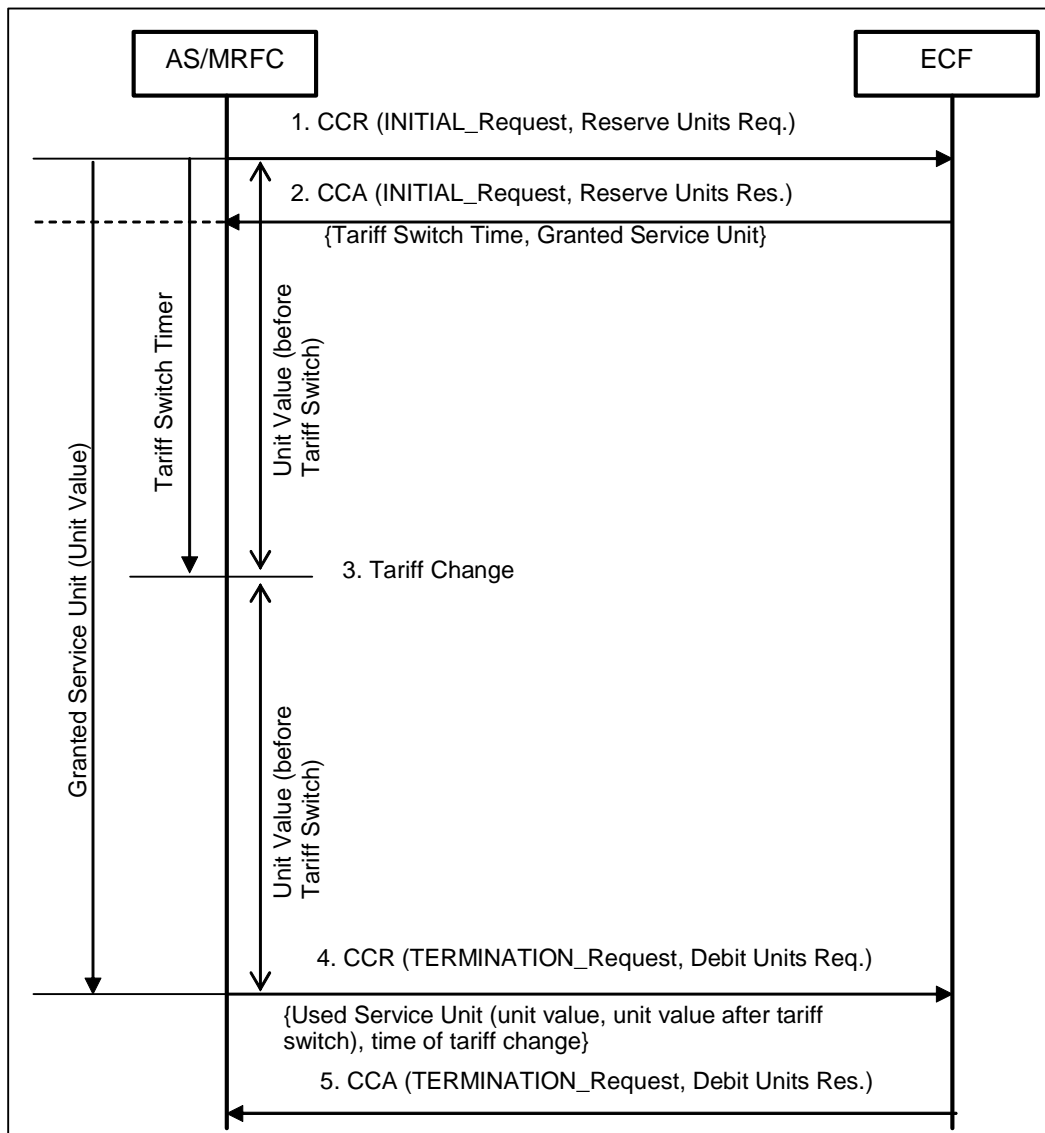 AS/MRFC
ECF
1. CCR (INITIAL_Request, Reserve Units Req.)
2. CCA (INITIAL_Request, Reserve Units Res.)
{Tariff Switch Time, Granted Service Unit}
Granted Service Unit (Unit Value)
Tariff Switch Timer
Unit Value (before
Tariff Switch)
3. Tariff Change
Unit Value (before
Tariff Switch)
4. CCR (TERMINATION_Request, Debit Units Req.)
{Used Service Unit (unit value, unit value after tariff
switch), time of tariff change}
5. CCA (TERMINATION_Request, Debit Units Res.)